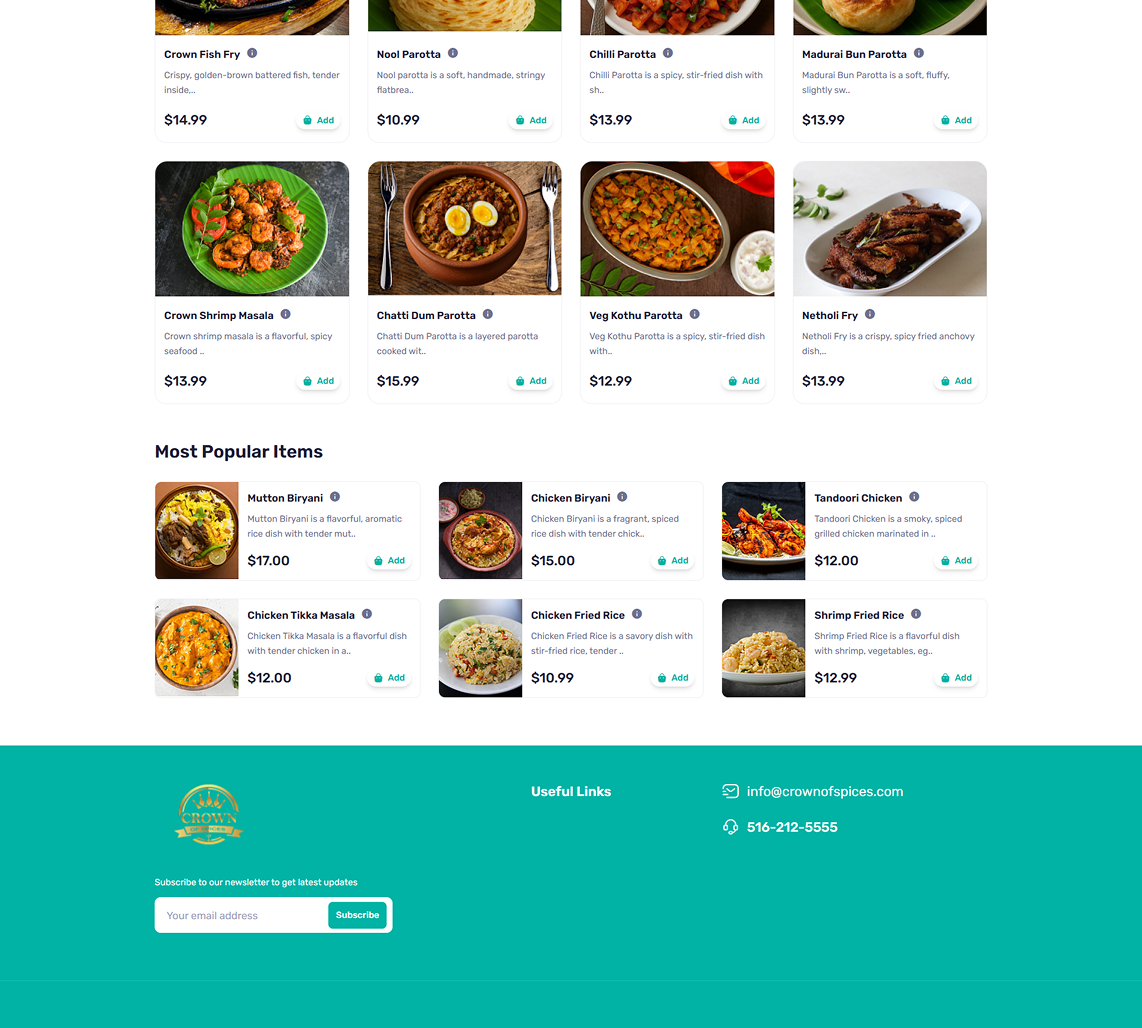 Crown Fish Fry
Crispy, golden-brown battered fish, tender
inside,..
$14.99
Add
Nool Parotta
Nool parotta is a soft, handmade, stringy
flatbrea..
$10.99
Add
Chilli Parotta
Chilli Parotta is a spicy, stir-fried dish with
sh..
$13.99
Add
Madurai Bun Parotta
Madurai Bun Parotta is a soft, fluffy,
slightly sw..
$13.99
Add
Crown Shrimp Masala
Crown shrimp masala is a flavorful, spicy
seafood ..
$13.99
Add
Chatti Dum Parotta
Chatti Dum Parotta is a layered parotta
cooked wit..
$15.99
Add
Veg Kothu Parotta
Veg Kothu Parotta is a spicy, stir-fried dish
with..
$12.99
Add
Netholi Fry
Netholi Fry is a crispy, spicy fried anchovy
dish,..
$13.99
Add
Most Popular Items
Mutton Biryani
Mutton Biryani is a flavorful, aromatic
rice dish with tender mut..
$17.00
Add
Chicken Biryani
Chicken Biryani is a fragrant, spiced
rice dish with tender chick..
$15.00
Add
Tandoori Chicken
Tandoori Chicken is a smoky, spiced
grilled chicken marinated in ..
$12.00
Add
Chicken Tikka Masala
Chicken Tikka Masala is a flavorful dish
with tender chicken in a..
$12.00
Add
Chicken Fried Rice
Chicken Fried Rice is a savory dish with
stir-fried rice, tender ..
$10.99
Add
Shrimp Fried Rice
Shrimp Fried Rice is a flavorful dish
with shrimp, vegetables, eg..
$12.99
Add
CROWN
OF SPICES
Subscribe to our newsletter to get latest updates
Your email address
Subscribe
Useful Links
info@crownofspices.com
516-212-5555